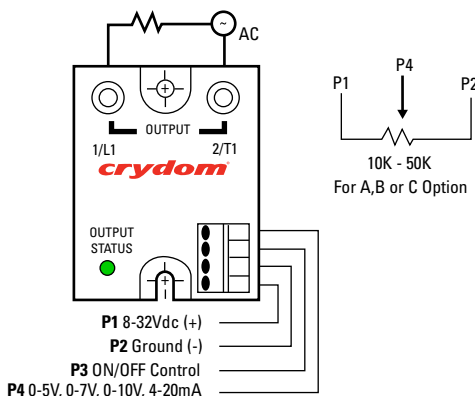 ~ AC
P4
P1 P2
OUTPUT
1/L1 2/T1
crydom
10K - 50K
For A,B or C Option
OUTPUT
STATUS
P1 8-32Vdc (+)
P2 Ground (-)
P3 ON/OFF Control
P4 0-5V, 0-7V, 0-10V, 4-20mA